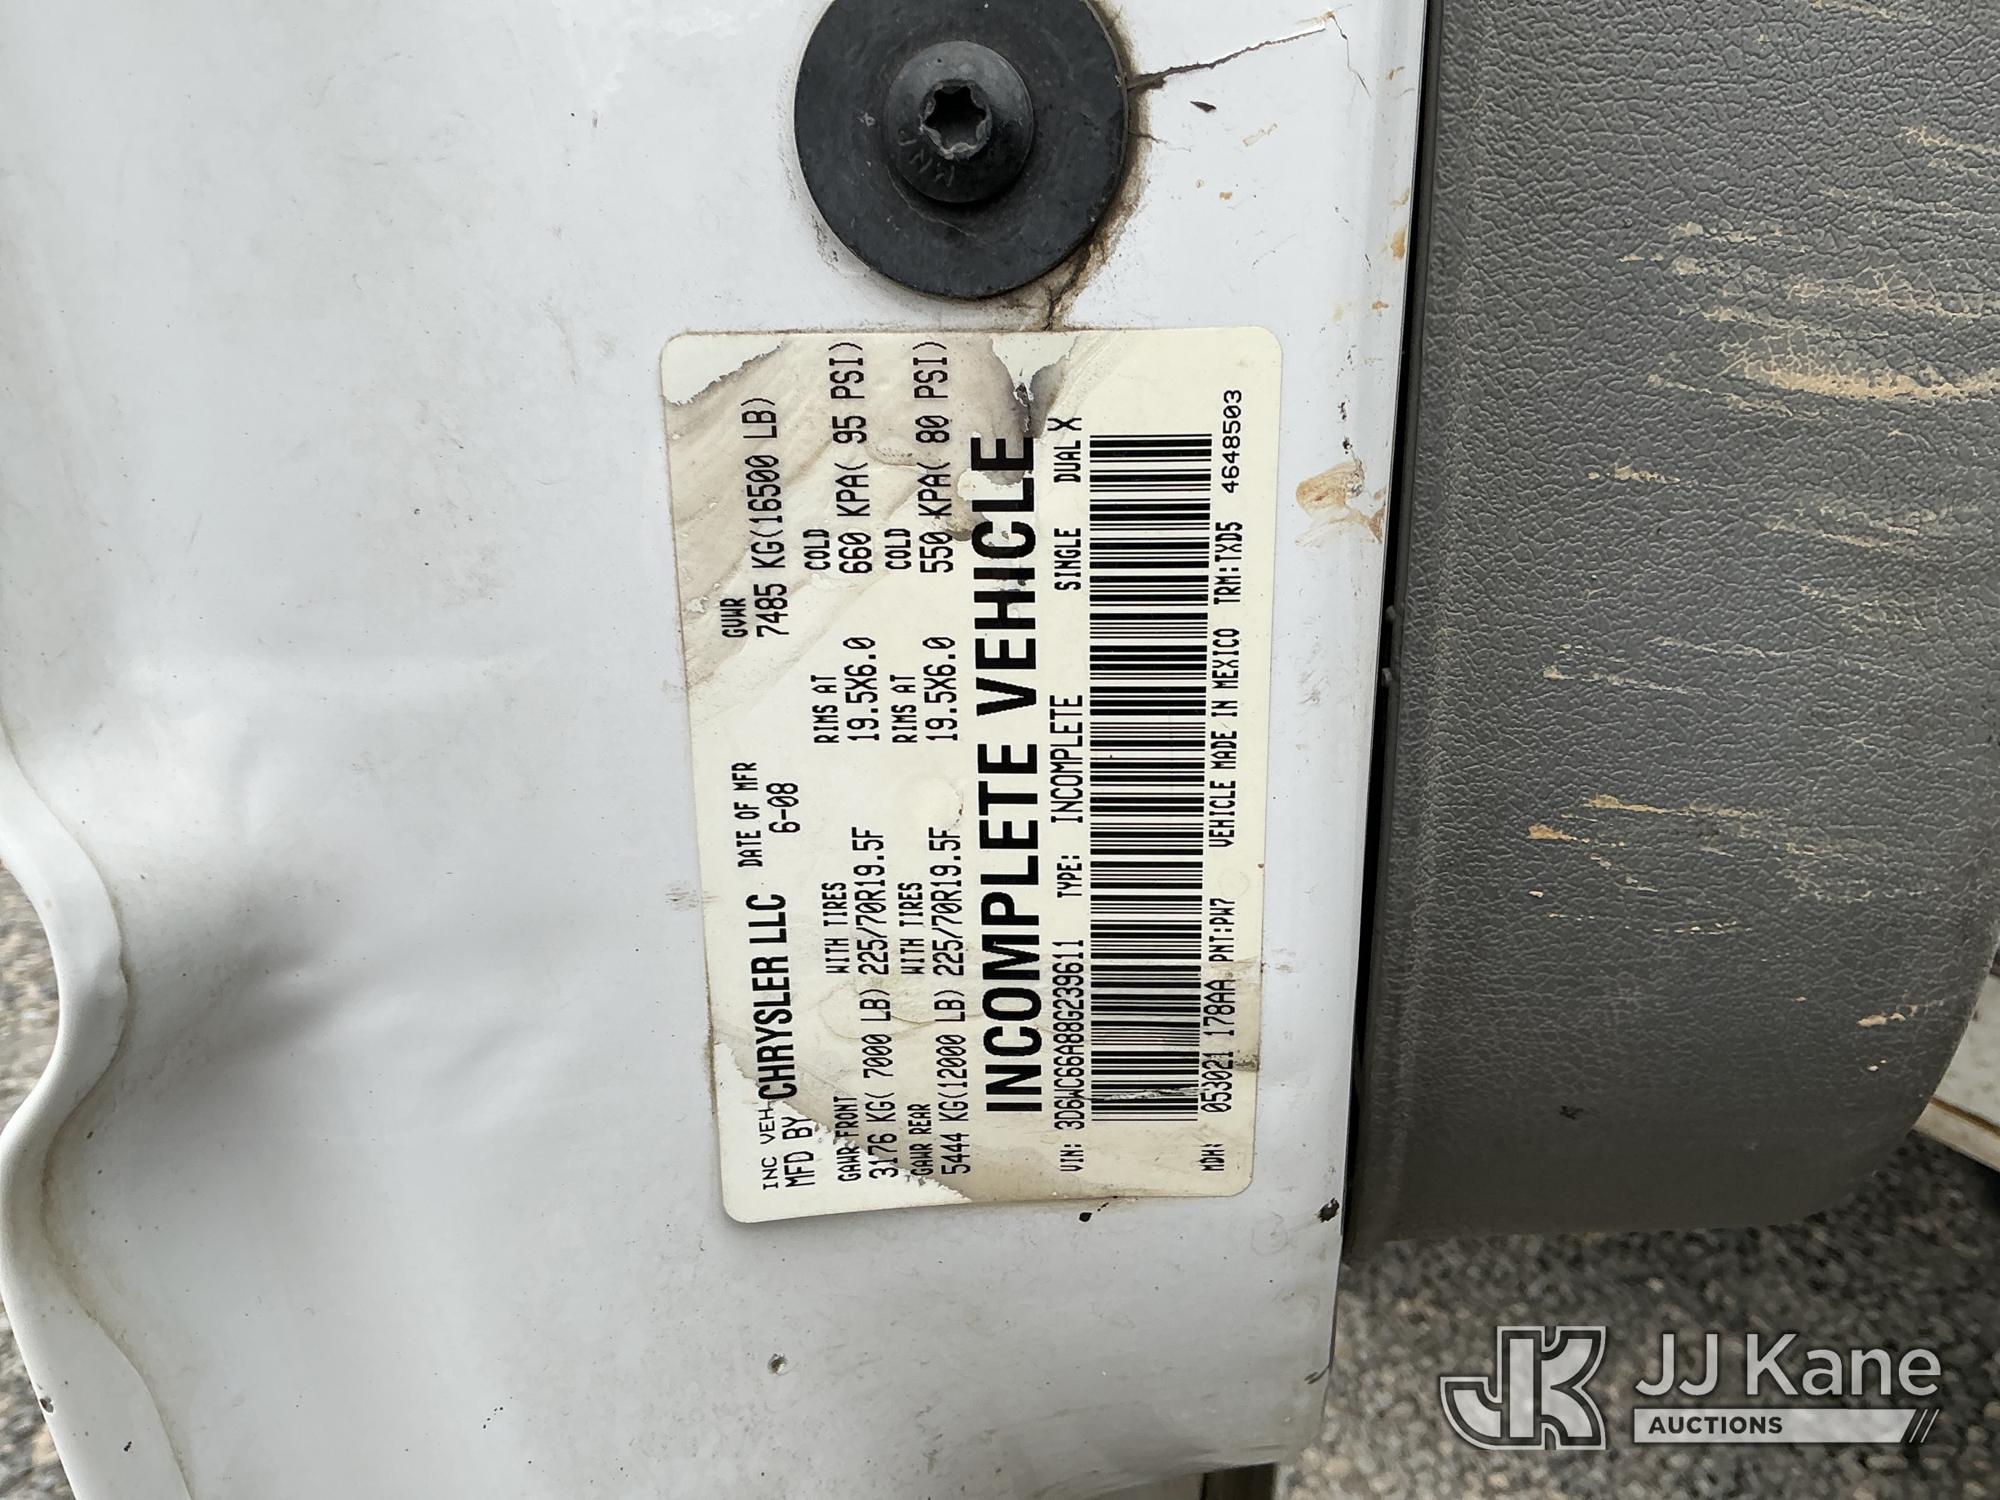 INC VEH
MFD BY CHRYSLER LLC DATE OF MFR 6-08 GVWR 7485 KG(16500 LB)
GAWR FRONT WITH TIRES RIMS AT COLD
3176 KG( 7000 LB) 225/70R19.5F 19.5X6.0 660 KPA( 95 PSI)
GAWR REAR WITH TIRES RIMS AT COLD
5444 KG(12000 LB) 225/70R19.5F 19.5X6.0 550 KPA( 80 PSI)
INCOMPLETE VEHICLE
VIN: 3D6WC66A88G239611 TYPE: INCOMPLETE SINGLE DUAL X
MDH: 053021 178AA PNT:PW7 VEHICLE MADE IN MEXICO TRM:TXD5 4648503
JK JJ Kane
AUCTIONS